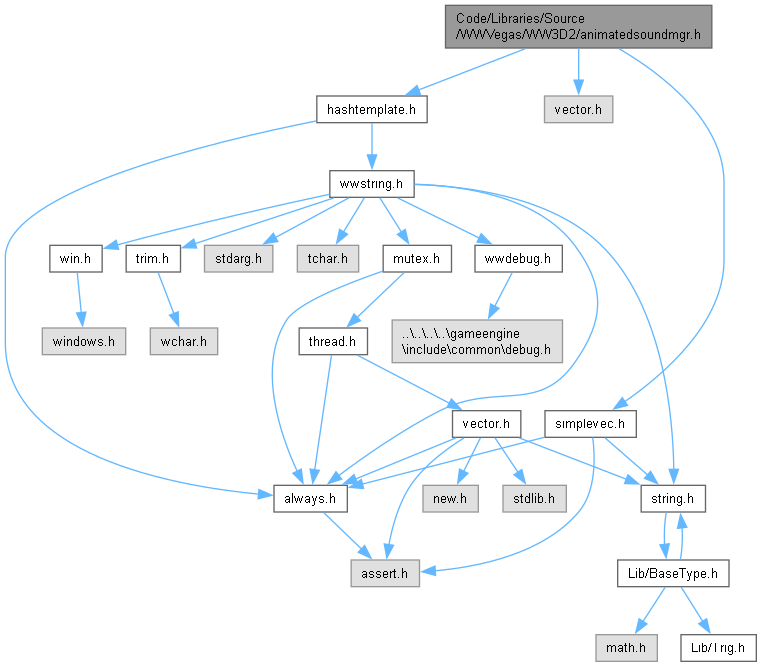 Code/Libraries/Source
/WWVegas/WW3D2/animatedsoundmgr.h
hashtemplate.h
vector.h
wwstring.h
win.h
trim.h
stdarg.h
tchar.h
mutex.h
wwdebug.h
windows.h
wchar.h
thread.h
..\..\..\..\gameengine
\include\common\debug.h
vector.h
simplevec.h
always.h
new.h
stdlib.h
string.h
assert.h
Lib/BaseType.h
math.h
Lib/Trig.h